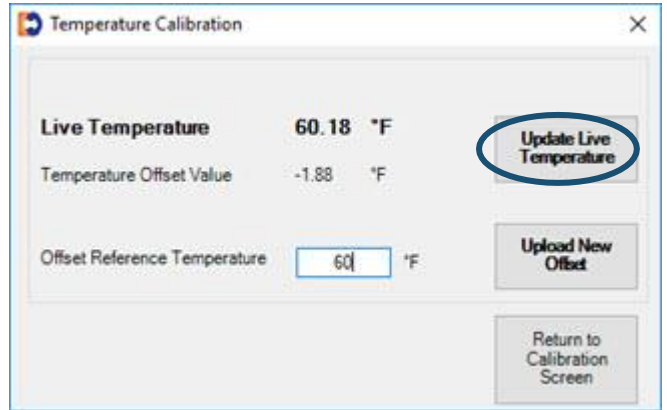 Temperature Calibration
Live Temperature 60.18 °F
Update Live
Temperature
Temperature Offset Value -1.88 °F
Offset Reference Temperature 60 °F
Upload New
Offset
Return to
Calibration
Screen